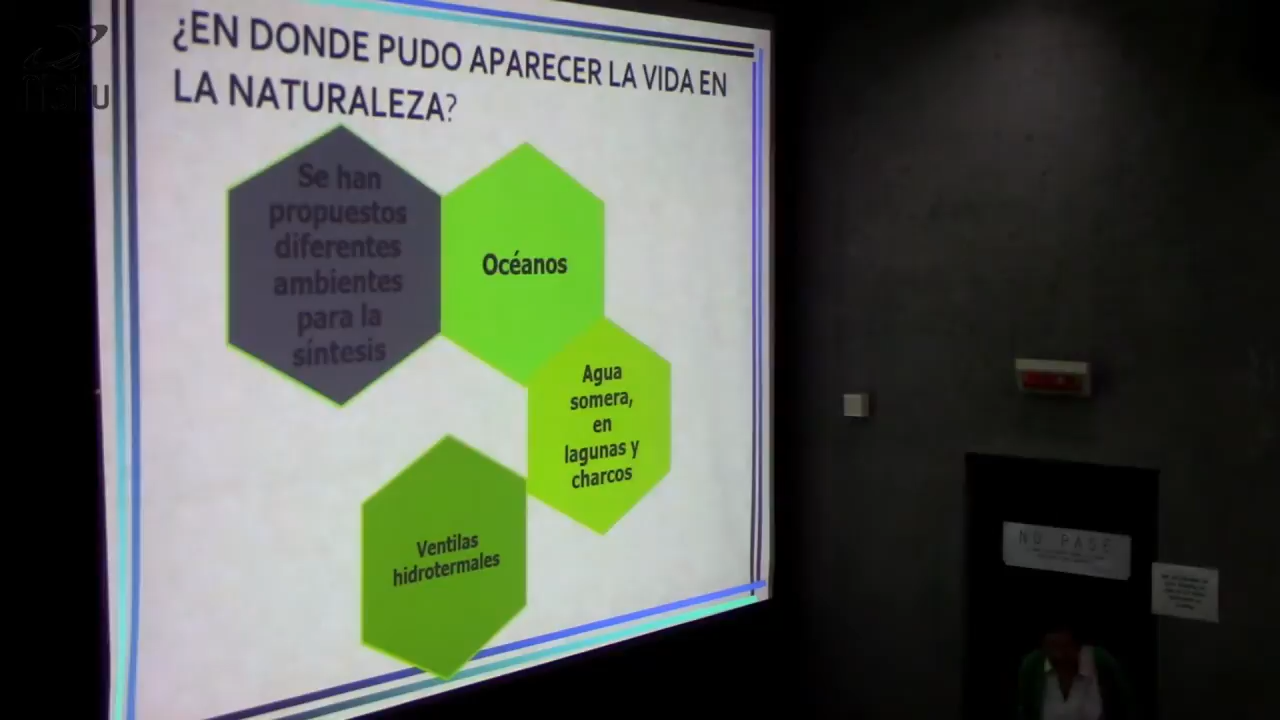 ¿EN DONDE PUDO APARECER LA VIDA EN
LA NATURALEZA?
Se han
propuestos
diferentes
ambientes
para la
síntesis
Océanos
Agua
somera,
en
lagunas y
charcos
Ventilas
hidrotermales
NO PASE